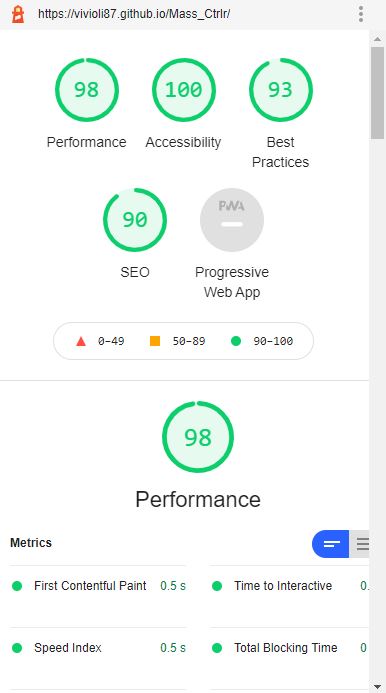 https://vivioli87.github.io/Mass_Ctrlr/
98 100 93
Performance Accessibility Best
Practices
90 PWA
SEO Progressive
Web App
0–49 50–89 90–100
98
Performance
Metrics
First Contentful Paint 0.5 s Time to Interactive 0.
Speed Index 0.5 s Total Blocking Time 0